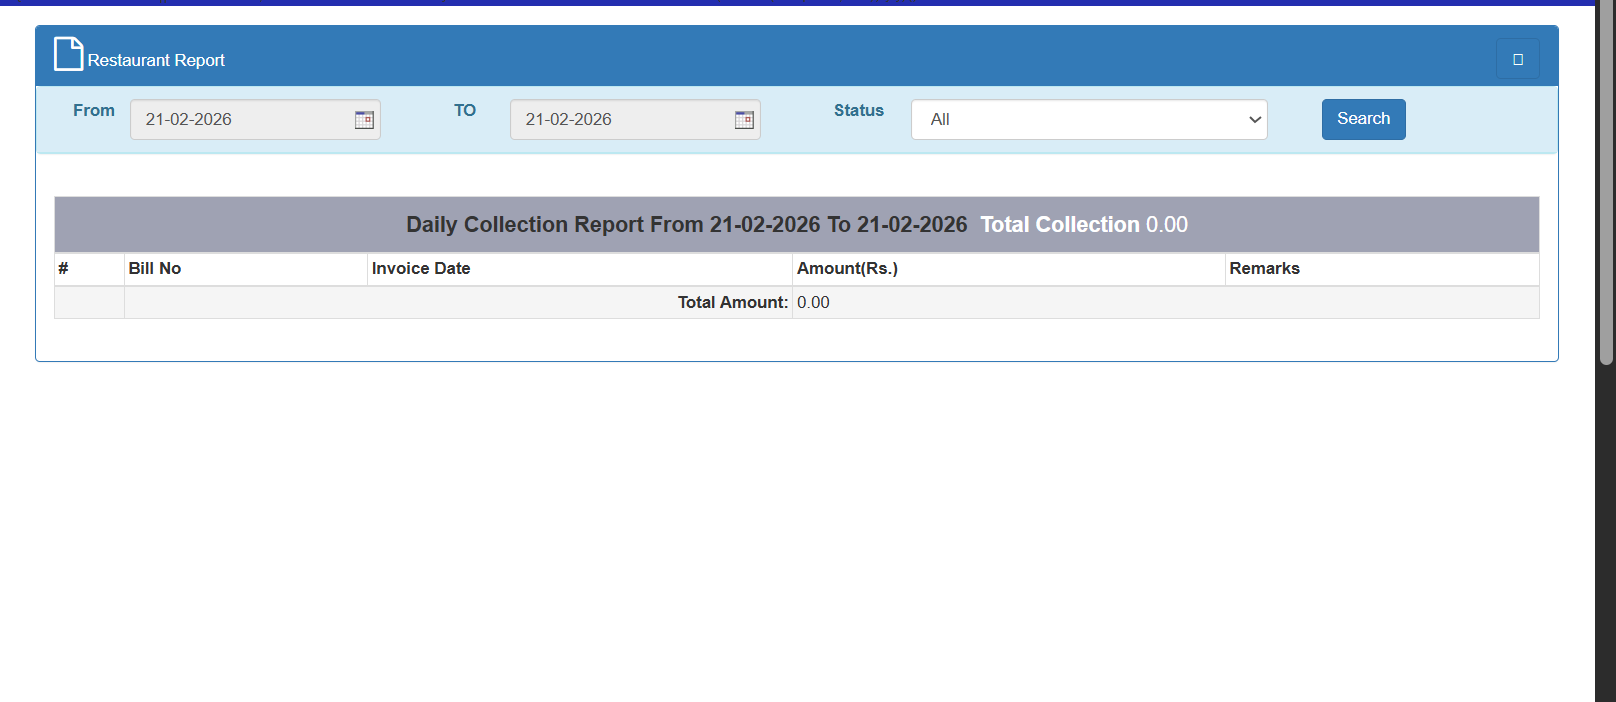 Restaurant Report
From 21-02-2026 TO 21-02-2026 Status All Search
Daily Collection Report From 21-02-2026 To 21-02-2026 Total Collection 0.00
# Bill No Invoice Date Amount(Rs.) Remarks
Total Amount: 0.00